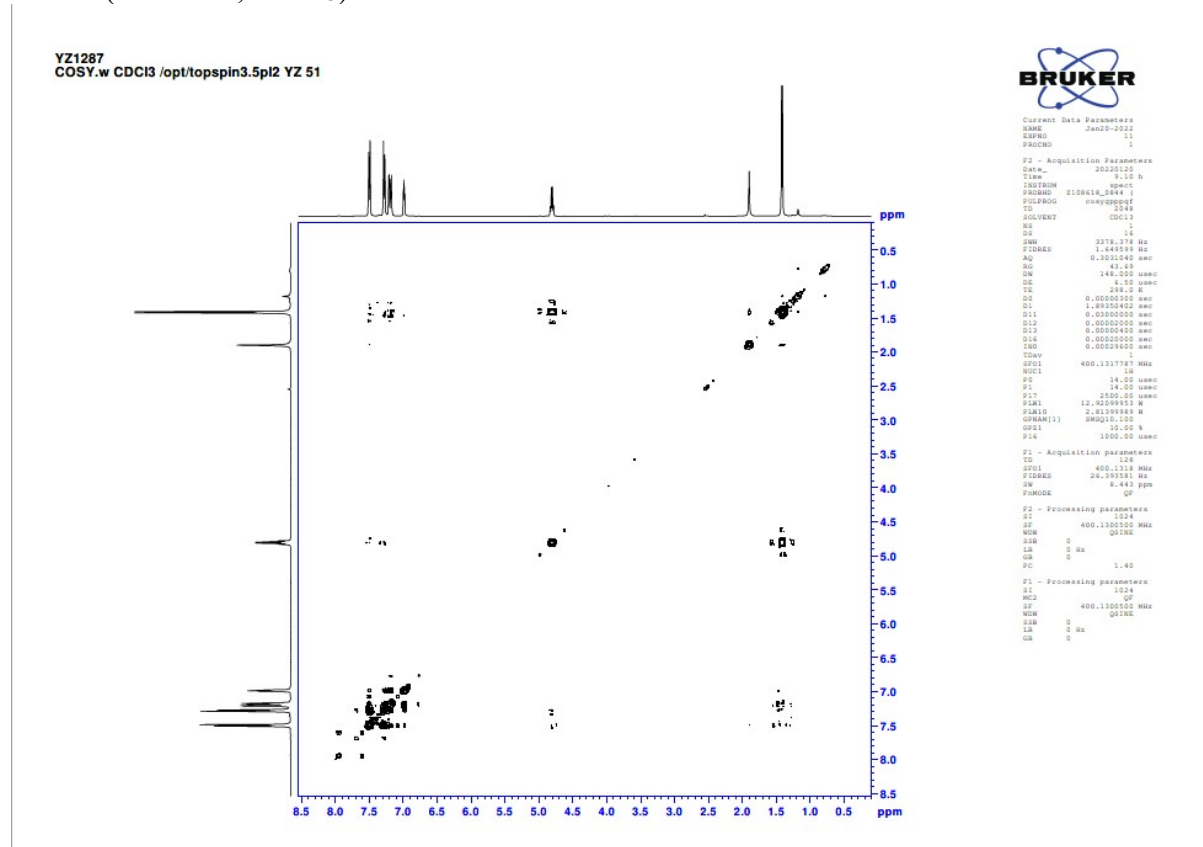 YZ1287
COSY.w CDCl3 /opt/topspin3.5pl2 YZ 51
BRUKER
Current Data Parameters
NAME Jan20-2022
EXPNO 11
PROCNO 1
F2 - Acquisition Parameters
Date_ 20220120
Time 9.10 h
INSTRUM spect
PULPROG cosygpppqf
TD 2048
SOLVENT CDCl3
NS 1
DS 16
SWH 3378.378 Hz
FIDRES 1.649599 Hz
AQ 0.3031040 sec
RG 43.69
DW 148.000 usec
DE 6.50 usec
TE 298.0 K
D0 0.00000300 sec
D1 1.89350402 sec
D11 0.03000000 sec
D12 0.00002000 sec
D13 0.00000400 sec
D16 0.00020000 sec
IN0 0.00029600 sec
TDav 1
SFO1 400.1317787 MHz
NUC1 1H
P0 14.00 usec
P1 14.00 usec
P17 2500.00 usec
PLW1 12.92099953 W
PLW10 2.81399989 W
GPNAM[1] SMSQ10.100
GPZ1 10.00 %
P16 1000.00 usec
F1 - Acquisition parameters
TD 128
SFO1 400.1318 MHz
FIDRES 26.393581 Hz
SW 8.443 ppm
FnMODE QF
F2 - Processing parameters
SI 1024
SF 400.1300500 MHz
WDW QSINE
SSB 0
LB 0 Hz
GB 0
PC 1.40
F1 - Processing parameters
SI 1024
MC2 QF
SF 400.1300500 MHz
WDW QSINE
SSB 0
LB 0 Hz
GB 0
ppm
0.5
1.0
1.5
2.0
2.5
3.0
3.5
4.0
4.5
5.0
5.5
6.0
6.5
7.0
7.5
8.0
8.5
8.5 8.0 7.5 7.0 6.5 6.0 5.5 5.0 4.5 4.0 3.5 3.0 2.5 2.0 1.5 1.0 0.5 ppm